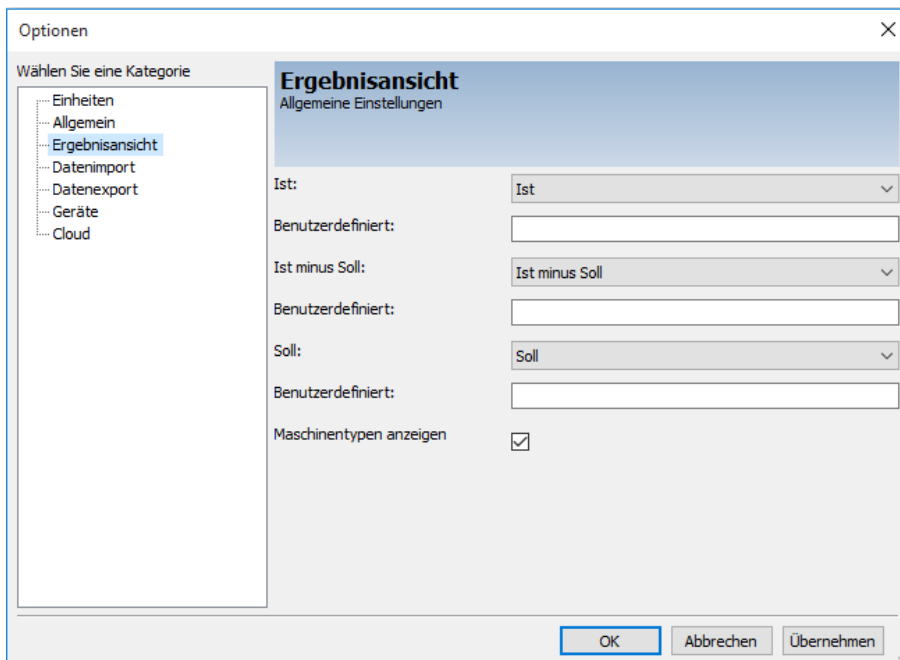 Optionen
Wählen Sie eine Kategorie
Einheiten
Allgemein
Ergebnisansicht
Datenimport
Datenexport
Geräte
Cloud
Ergebnisansicht
Allgemeine Einstellungen
Ist: Ist
Benutzerdefiniert:
Ist minus Soll: Ist minus Soll
Benutzerdefiniert:
Soll: Soll
Benutzerdefiniert:
Maschinentypen anzeigen
OK Abbrechen Übernehmen